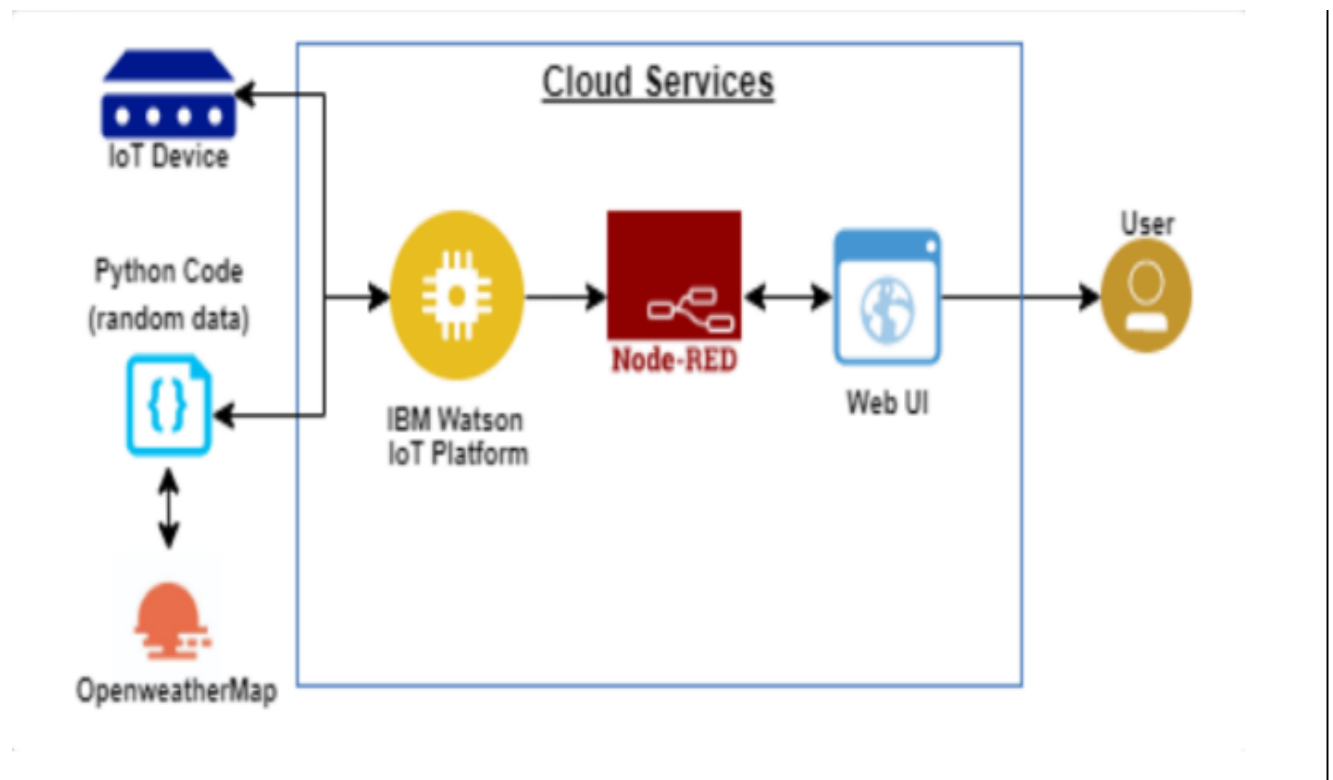 Cloud Services
IoT Device
User
Python Code
(random data)
Node-RED
Web UI
IBM Watson
IoT Platform
OpenweatherMap